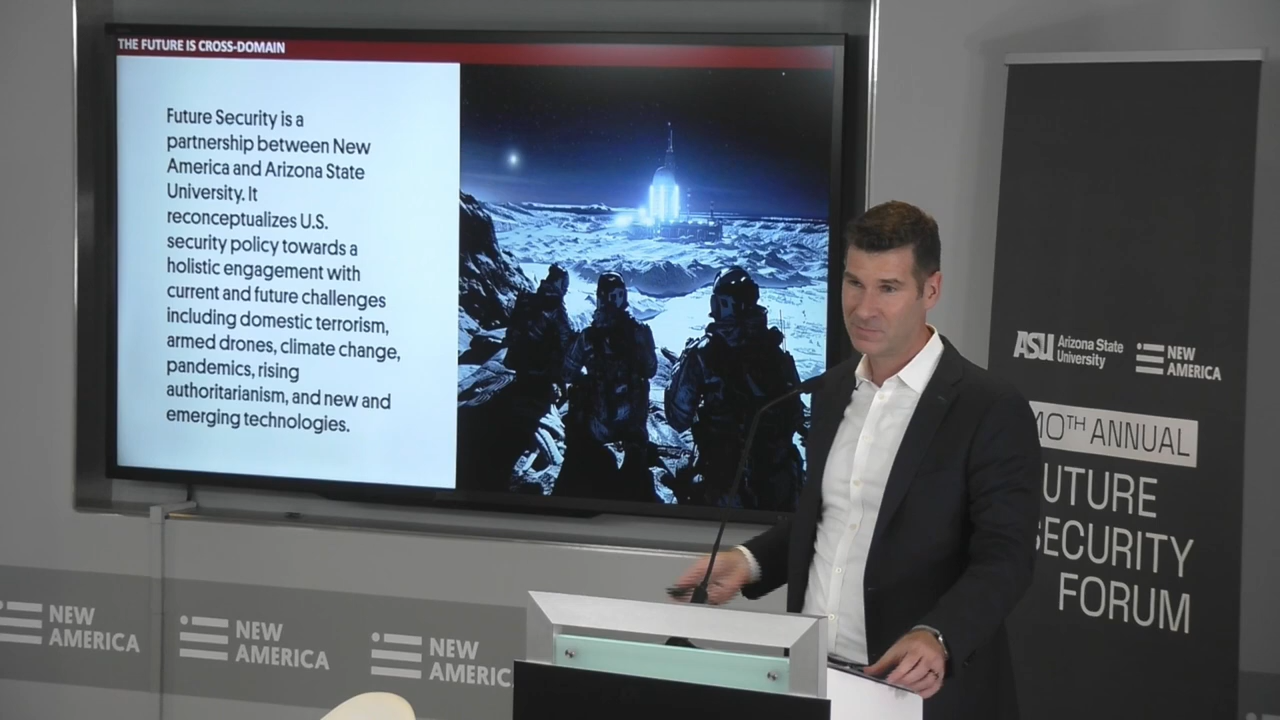 THE FUTURE IS CROSS-DOMAIN
Future Security is a
partnership between New
America and Arizona State
University. It
reconceptualizes U.S.
security policy towards a
holistic engagement with
current and future challenges
including domestic terrorism,
armed drones, climate change,
pandemics, rising
authoritarianism, and new and
emerging technologies.
ASU Arizona State
University
NEW
AMERICA
10TH ANNUAL
UTURE
ECURITY
FORUM
NEW
AMERICA
NEW
AMERICA
NEW
AMERIC